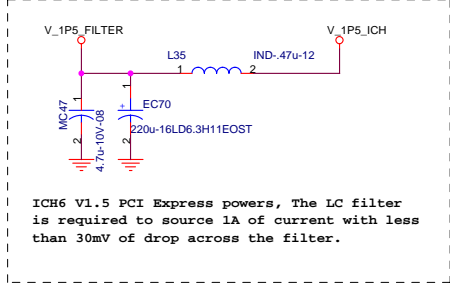 V_1P5_FILTER
V_1P5_ICH
L35
IND-.47u-12
1
2
1
1
MC47
EC70
+
220u-16LD6.3H11EOST
2
2
4.7u-10V-08
ICH6 V1.5 PCI Express powers, The LC filter
is required to source 1A of current with less
than 30mV of drop across the filter.